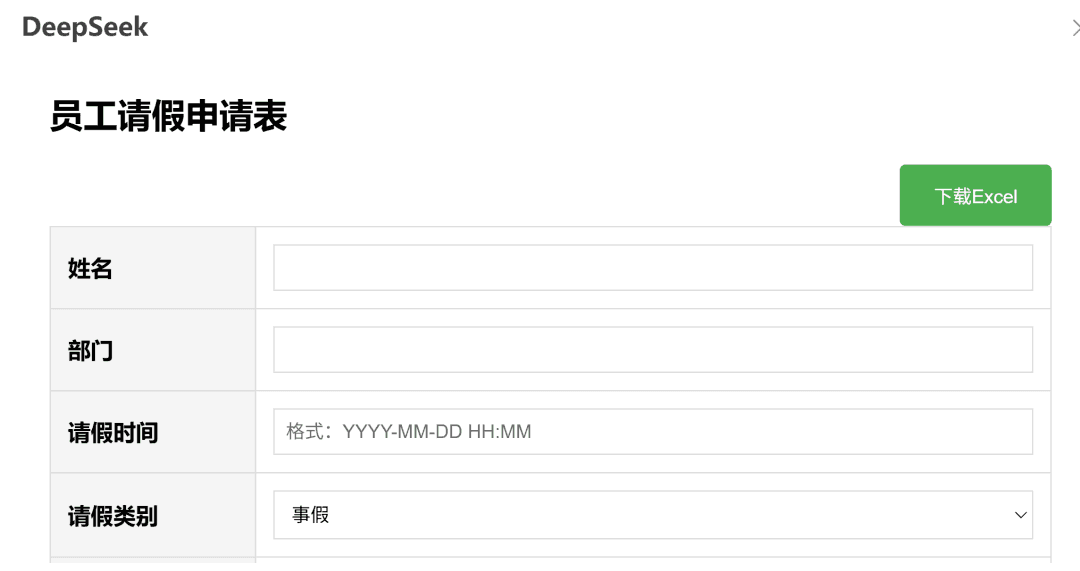 DeepSeek
员工请假申请表
下载Excel
姓名
部门
请假时间
格式：YYYY-MM-DD HH:MM
请假类别
事假